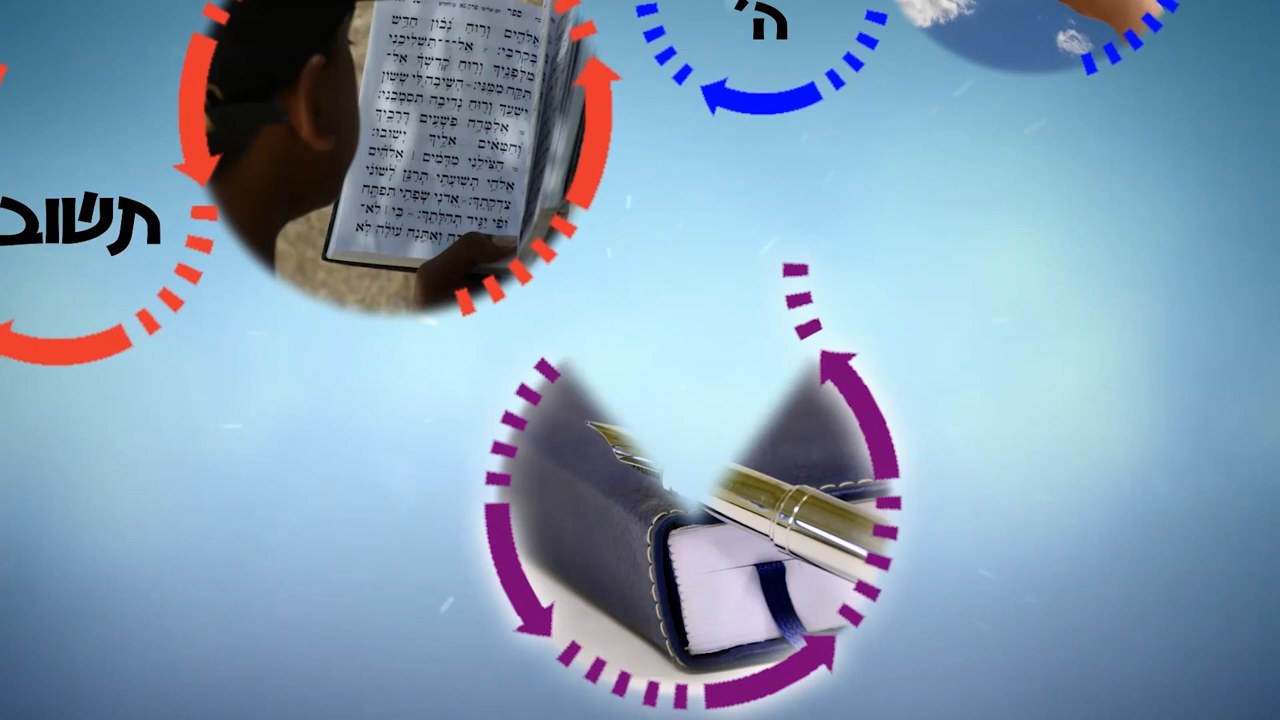 ה׳
אלהים ורוח נכון חדש
בקרבי: אל־תשליכני
מלפניך ורוח קדשך אל־
תקח ממני: השיבה לי ששון
ישעך ורוח נדיבה תסמכני:
אלמדה פשעים דרכיך
וחטאים אליך ישובו:
הצילני מדמים | אלהים
אלהי תשועתי תרנן לשוני
צדקתך: אדני שפתי תפתח
ופי יגיד תהלתך: כי | לא־
ואתנה עולה לא
תשוב